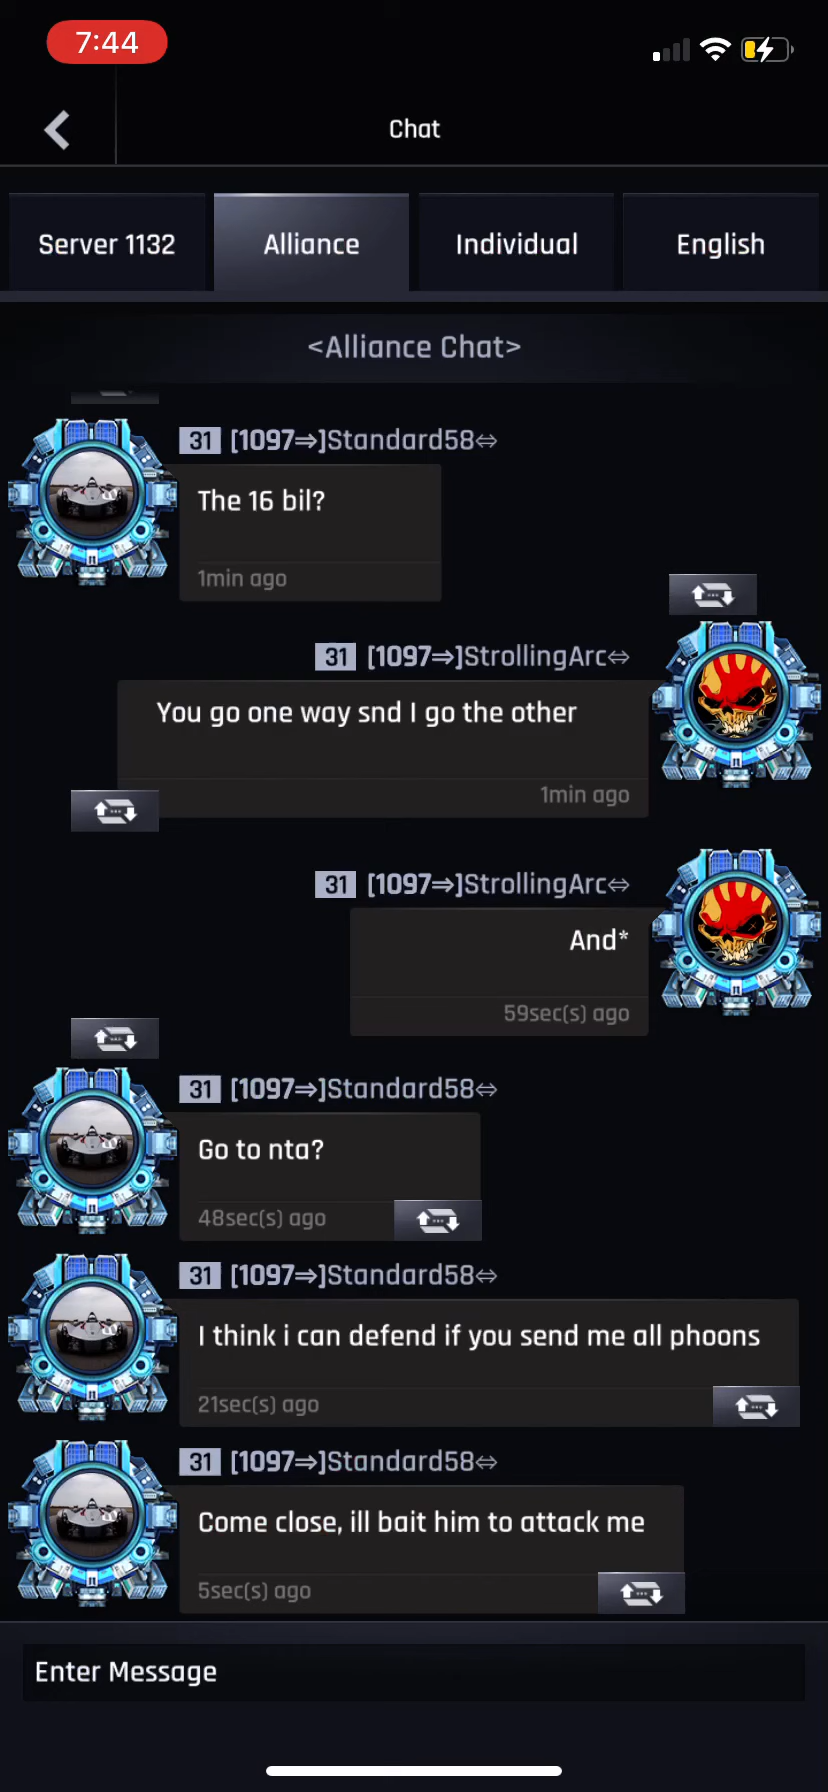 7:44
Chat
Server 1132
Alliance
Individual
English
<Alliance Chat>
31 [1097⇒]Standard58⇔
The 16 bil?
1min ago
31 [1097⇒]StrollingArc⇔
You go one way snd I go the other
1min ago
31 [1097⇒]StrollingArc⇔
And*
59sec(s) ago
31 [1097⇒]Standard58⇔
Go to nta?
48sec(s) ago
31 [1097⇒]Standard58⇔
I think i can defend if you send me all phoons
21sec(s) ago
31 [1097⇒]Standard58⇔
Come close, ill bait him to attack me
5sec(s) ago
Enter Message